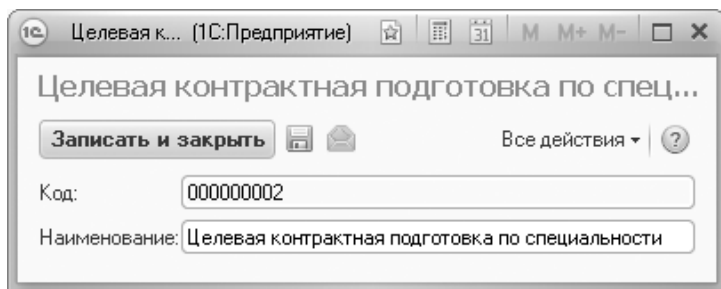 1С Целевая к... (1С:Предприятие) 31 M M+ M-
Целевая контрактная подготовка по спец...
Записать и закрыть Все действия ?
Код: 000000002
Наименование: Целевая контрактная подготовка по специальности